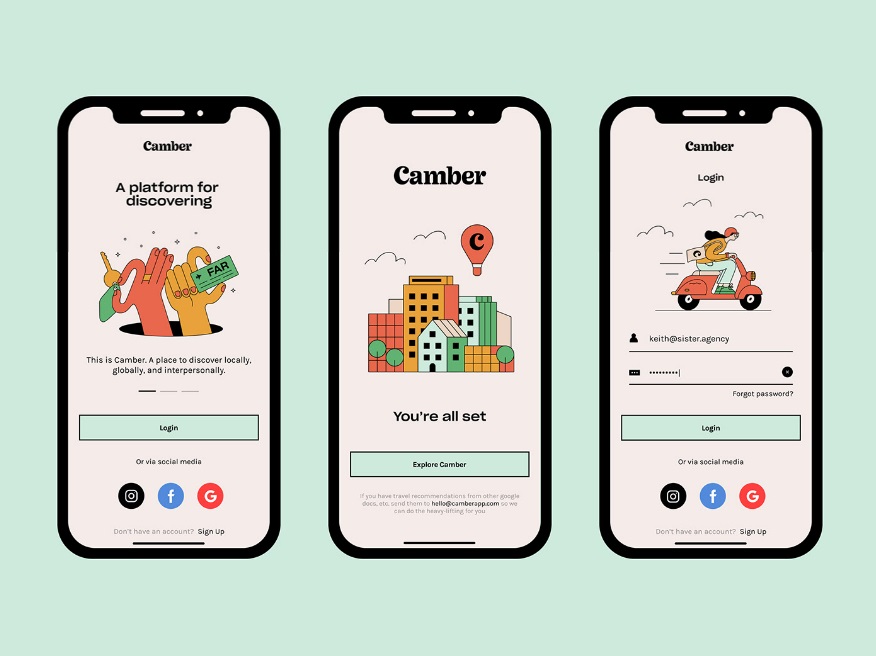 Camber
A platform for
discovering
FAR
This is Camber. A place to discover locally,
globally, and interpersonally.
Login
Or via social media
f
G
Don't have an account? Sign Up
Camber
C
You're all set
Explore Camber
If you have travel recommendations from other google
docs, etc, send them to hello@camberapp.com so we
can do the heavy-lifting for you
Camber
Login
keith@sister.agency
•••••••••
Forgot password?
Login
Or via social media
f
G
Don't have an account? Sign Up